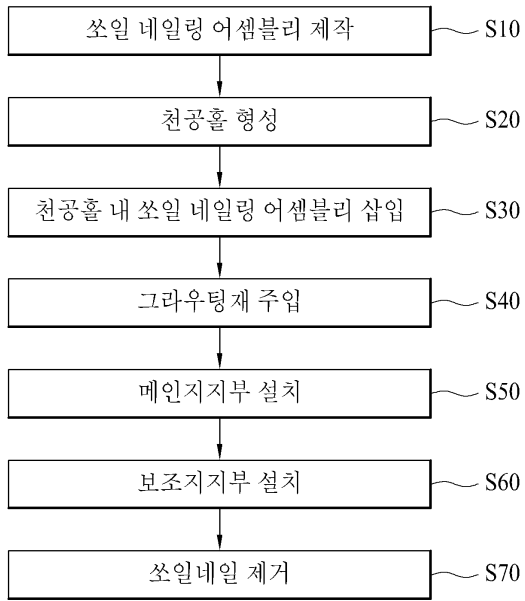 쏘일 네일링 어셈블리 제작 S10
천공홀 형성 S20
천공홀 내 쏘일 네일링 어셈블리 삽입 S30
그라우팅재 주입 S40
메인지지부 설치 S50
보조지지부 설치 S60
쏘일네일 제거 S70